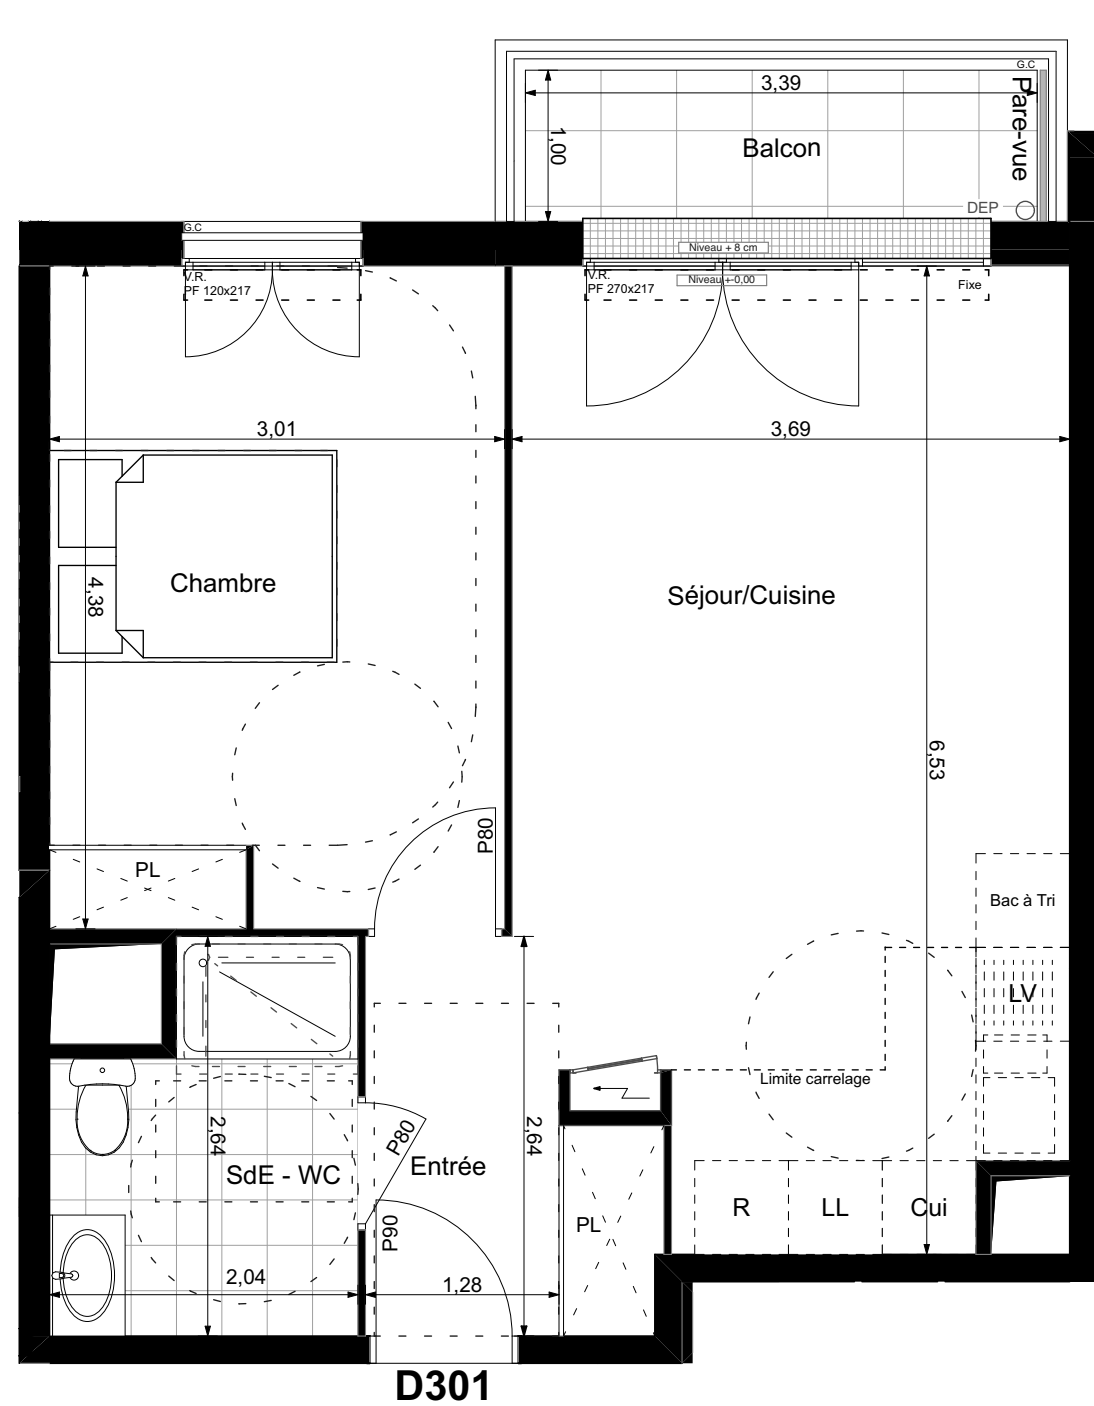 G.C
3,39
Pare-vue
1,00
Balcon
DEP
G.C
Niveau + 8 cm
V.R.
PF 120x217
V.R.
PF 270x217
Niveau +-0,00
Fixe
3,01
3,69
Chambre
4,38
Séjour/Cuisine
6,53
P80
PL
Bac à Tri
LV
Limite carrelage
2,64
2,64
P80
Entrée
SdE - WC
R
LL
Cui
PL
P90
2,04
1,28
D301